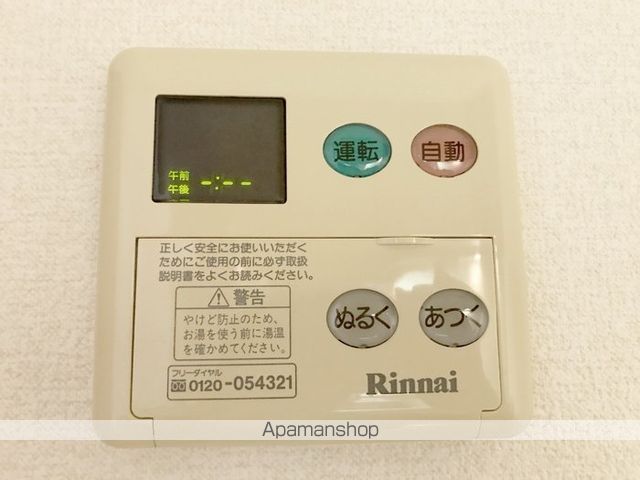 運転
自動
午前
午後
-:--
正しく安全にお使いいただく
ためにご使用の前に必ず取扱
説明書をよくお読みください。
警告
やけど防止のため、
お湯を使う前に湯温
を確かめてください。
フリーダイヤル
0120-054321
ぬるく
あつく
Rinnai
Apamanshop